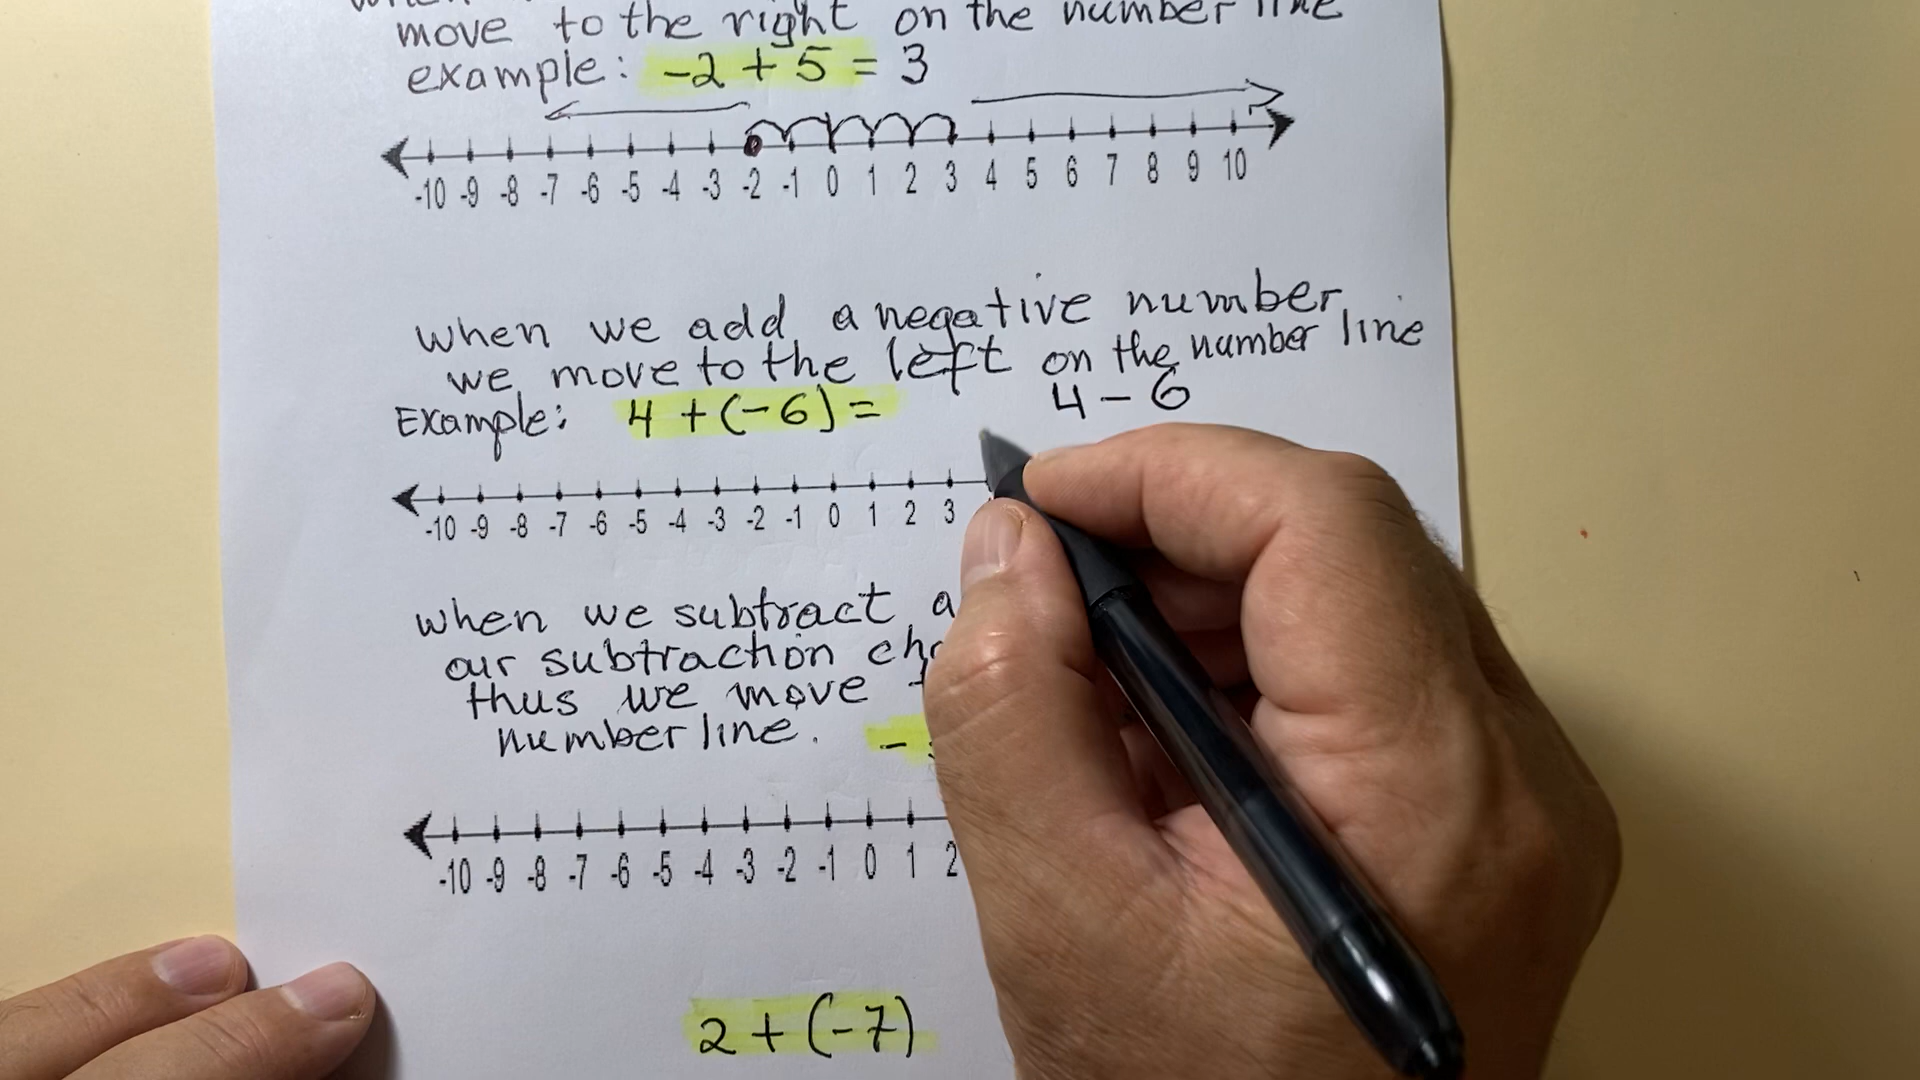 move to the right on the number line
example: -2 + 5 = 3
-10 -9 -8 -7 -6 -5 -4 -3 -2 -1 0 1 2 3 4 5 6 7 8 9 10
when we add a negative number
we move to the left on the number line
Example: 4 + (-6) = 4 - 6
-10 -9 -8 -7 -6 -5 -4 -3 -2 -1 0 1 2 3
when we subtract a
our subtraction
thus we move
number line. -
-10 -9 -8 -7 -6 -5 -4 -3 -2 -1 0 1 2
2 + (-7)